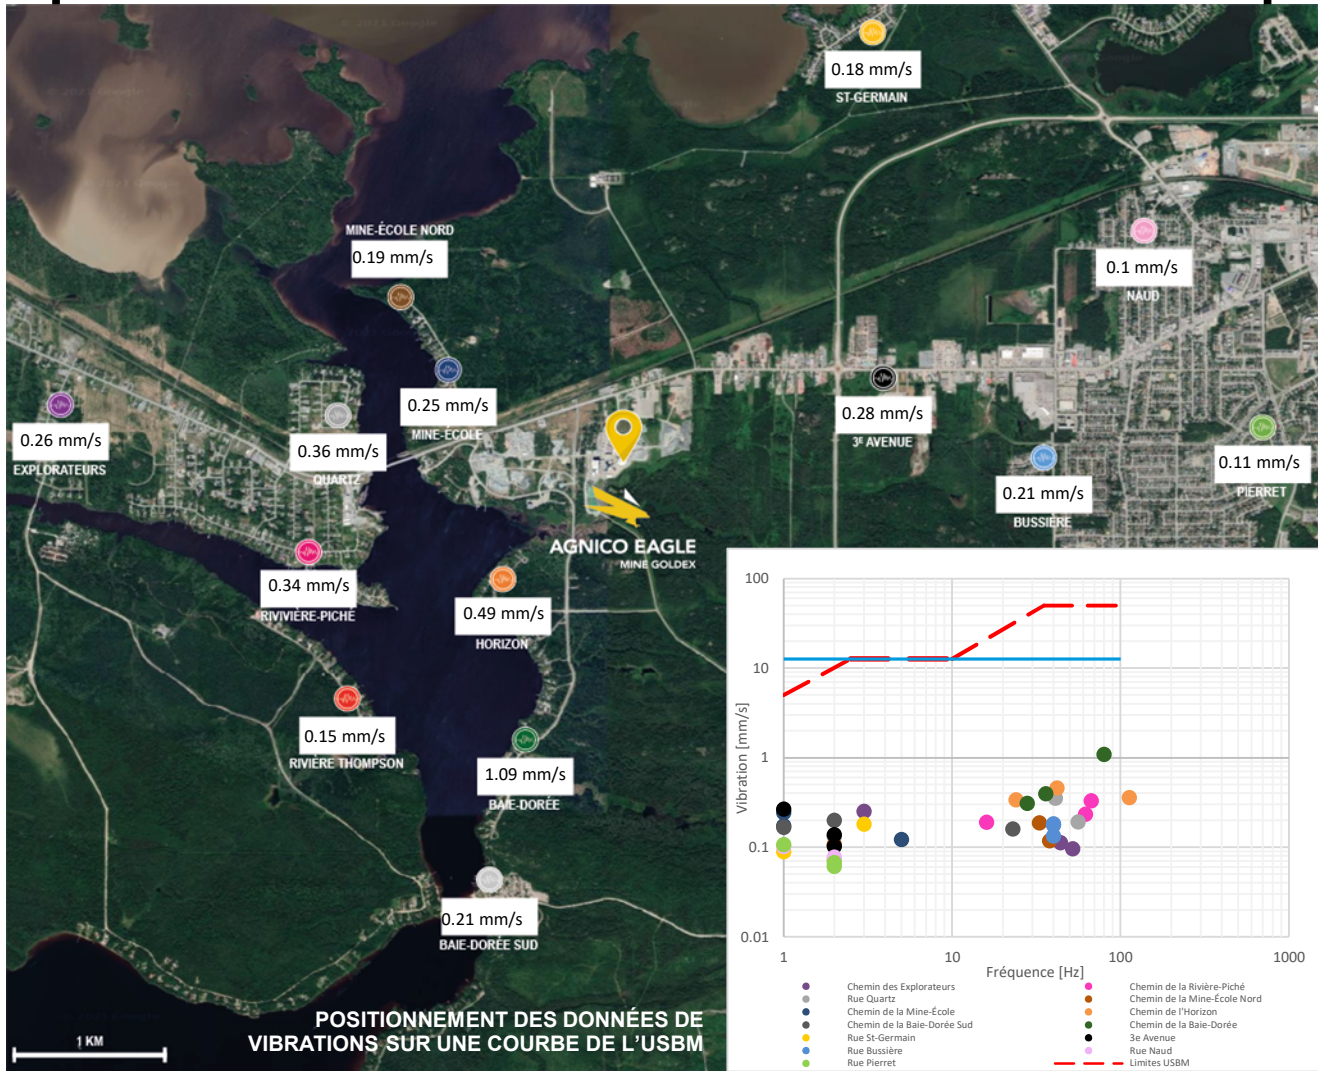 0.18 mm/s
ST-GERMAIN
MINE-ÉCOLE NORD
0.19 mm/s
0.1 mm/s
NAUD
0.26 mm/s
EXPLORATEURS
0.36 mm/s
QUARTZ
0.25 mm/s
MINE-ÉCOLE
0.28 mm/s
3E AVENUE
0.21 mm/s
BUSSIÈRE
0.11 mm/s
PIERRET
AGNICO EAGLE
MINE GOLDEX
0.34 mm/s
RIVIVIÈRE-PICHÉ
0.49 mm/s
HORIZON
0.15 mm/s
RIVIÈRE THOMPSON
1.09 mm/s
BAIE-DORÉE
0.21 mm/s
BAIE-DORÉE SUD
POSITIONNEMENT DES DONNÉES DE
VIBRATIONS SUR UNE COURBE DE L'USBM
1 KM
Vibration [mm/s]
100
10
1
0.1
0.01
1 10 100 1000
Fréquence [Hz]
Chemin des Explorateurs
Chemin de la Rivière-Piché
Rue Quartz
Chemin de la Mine-École Nord
Chemin de la Mine-École
Chemin de l'Horizon
Chemin de la Baie-Dorée Sud
Chemin de la Baie-Dorée
Rue St-Germain
3e Avenue
Rue Bussière
Rue Naud
Rue Pierret
Limites USBM